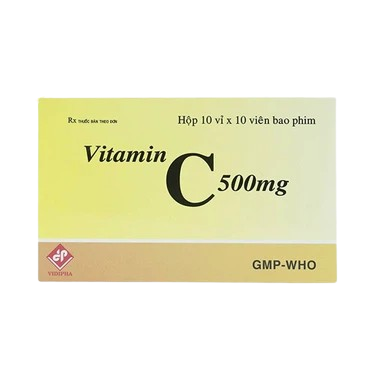 Rx THUỐC BÁN THEO ĐƠN
Hộp 10 vỉ x 10 viên bao phim
Vitamin C 500mg
VIDIPHA
GMP-WHO